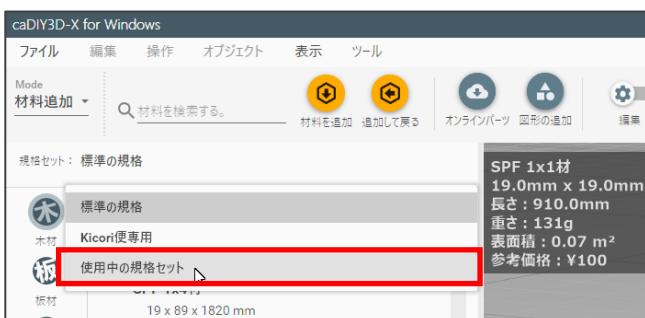 caDIY3D-X for Windows
ファイル 編集 操作 オブジェクト 表示 ツール
Mode
材料追加
材料を検索する。
材料を追加 追加して戻る オンラインパーツ 図形の追加 編集
規格セット: 標準の規格
標準の規格
Kicori便専用
使用中の規格セット
木
木材
板
板材
19 x 89 x 1820 mm
SPF 1x1材
19.0mm x 19.0mm
長さ:910.0mm
重さ:131g
表面積:0.07 m²
参考価格:¥100